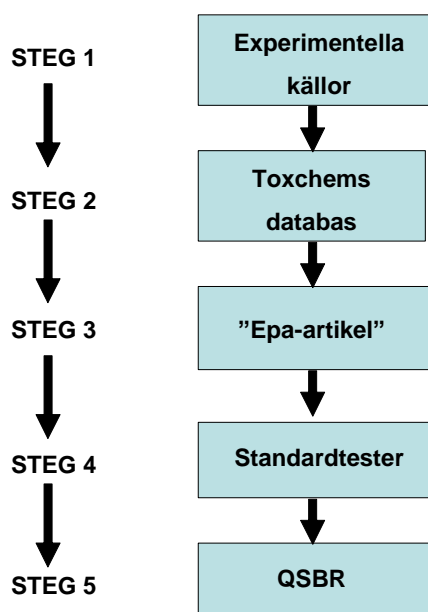 STEG 1
Experimentella
källor
STEG 2
Toxchems
databas
STEG 3
”Epa-artikel”
STEG 4
Standardtester
STEG 5
QSBR